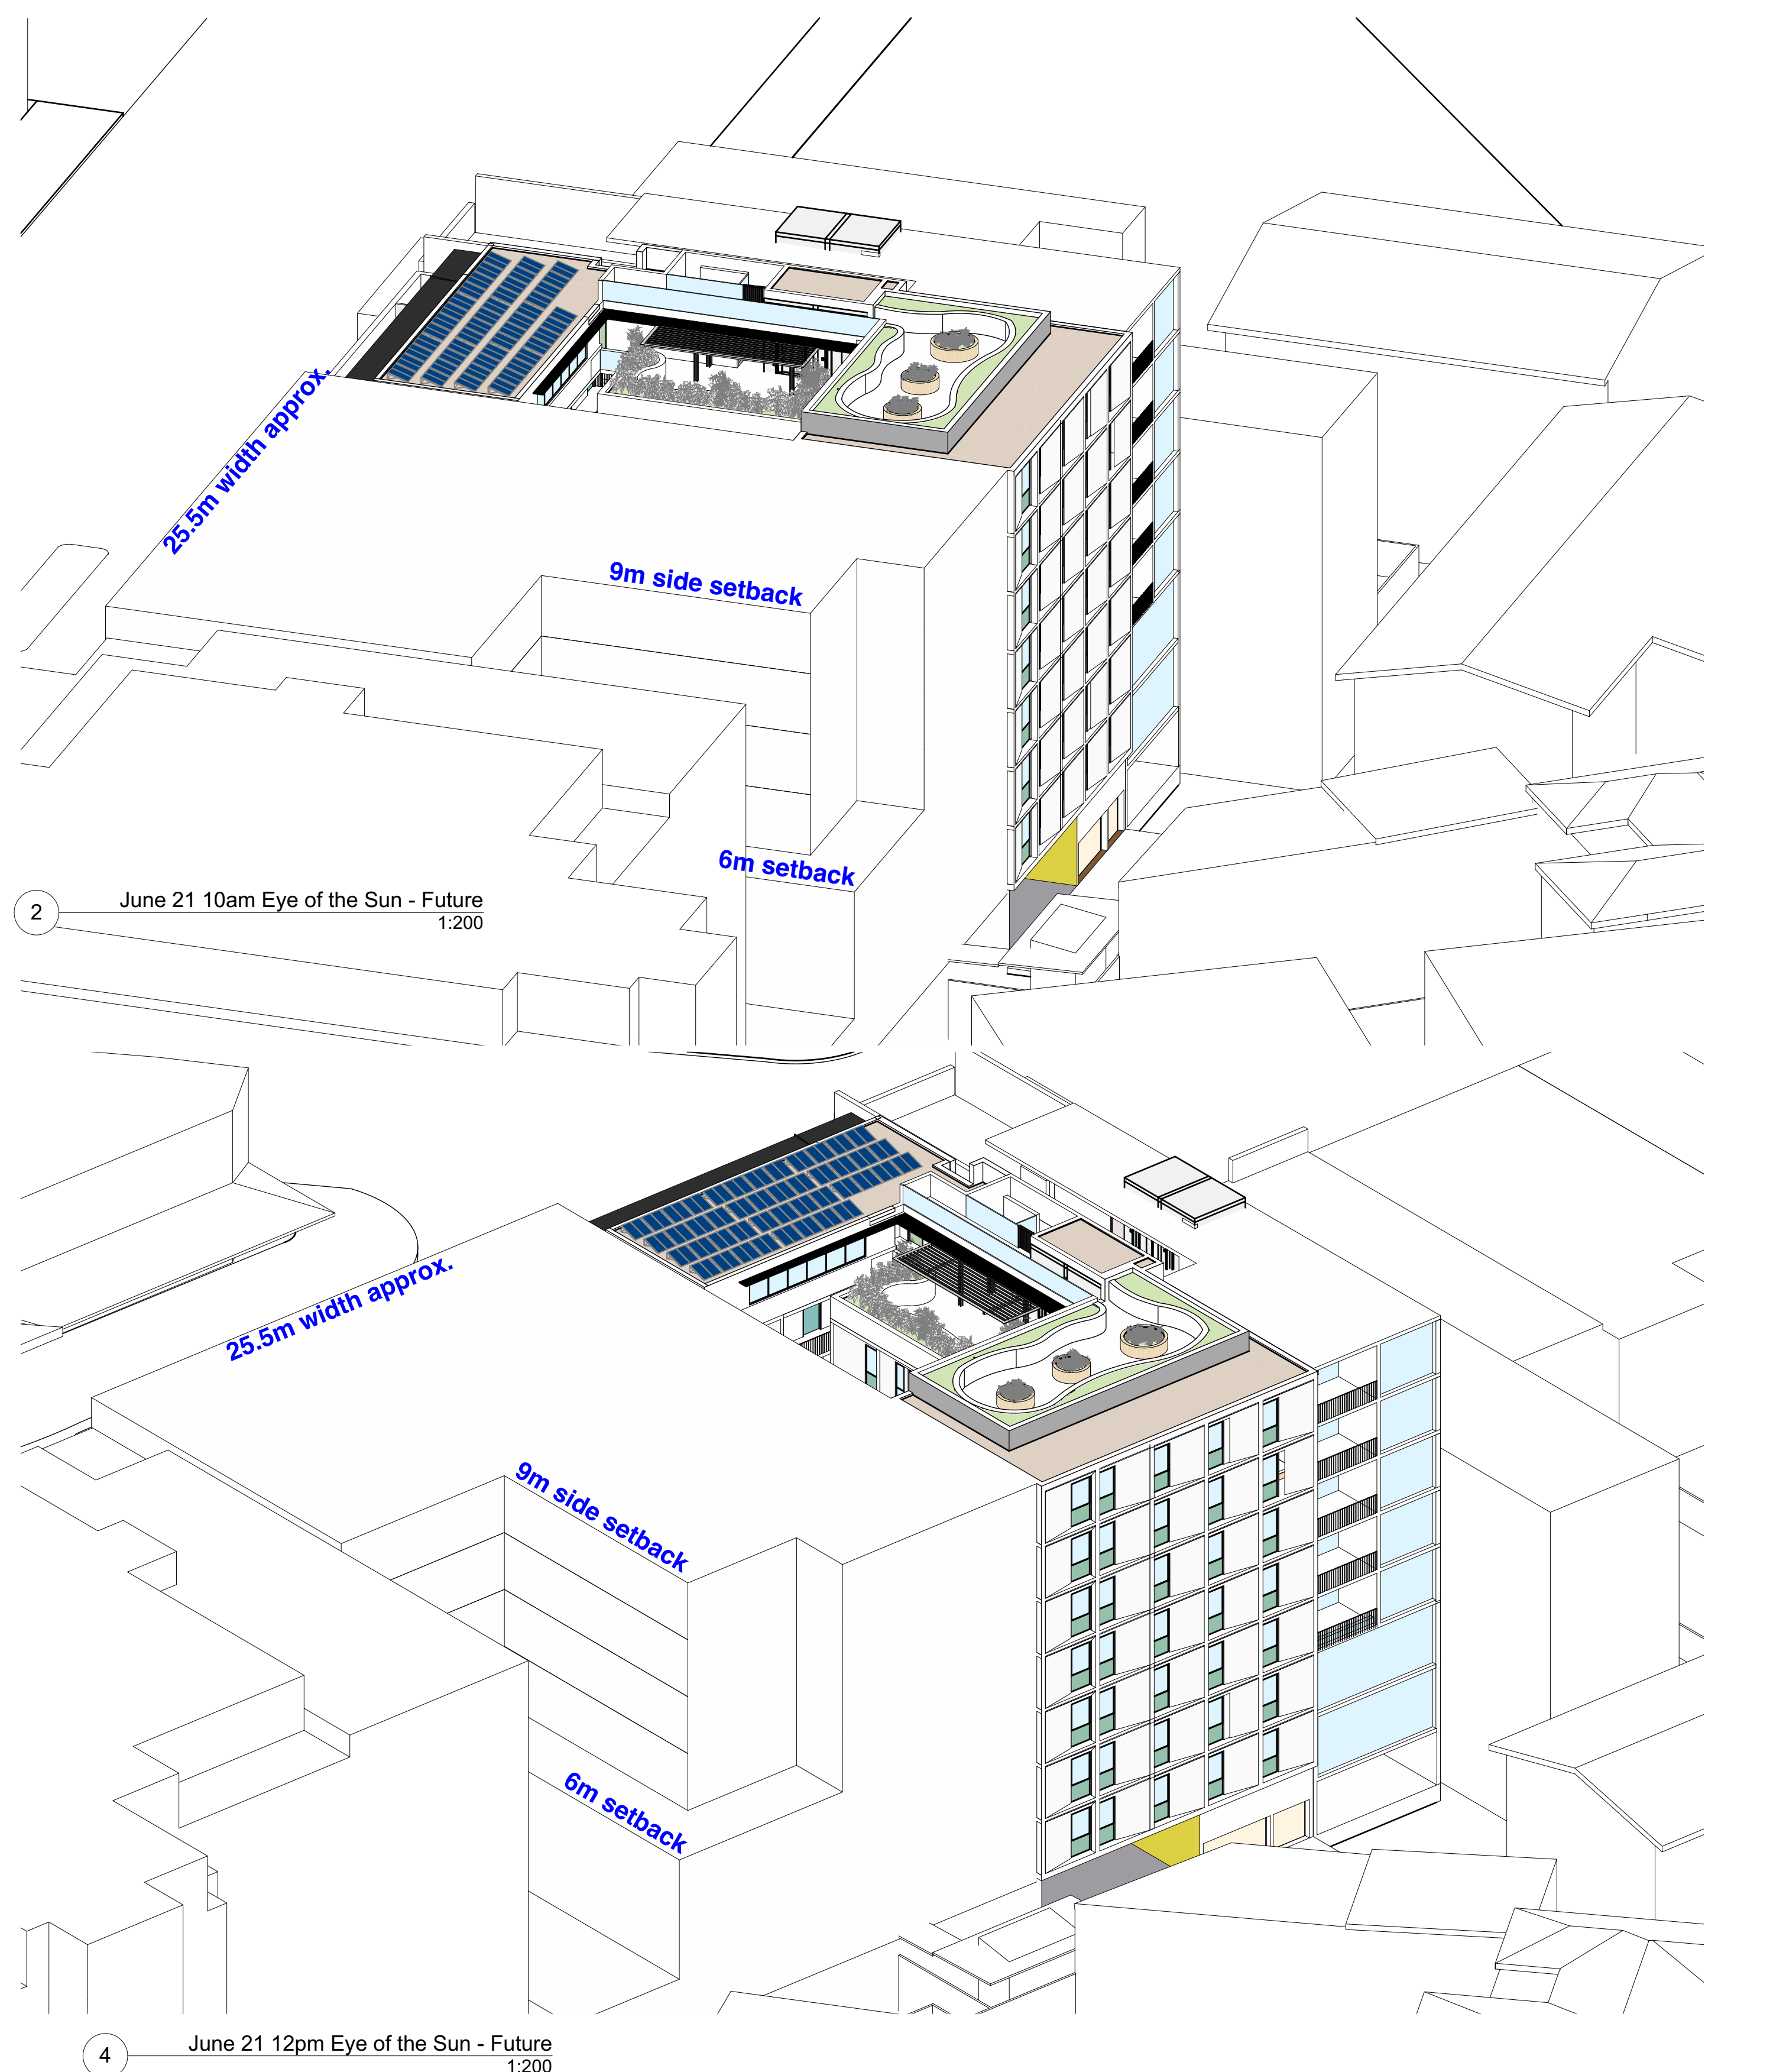 25.5m width approx.
9m side setback
6m setback
2
June 21 10am Eye of the Sun - Future
1:200
25.5m width approx.
9m side setback
6m setback
4
June 21 12pm Eye of the Sun - Future
1:200